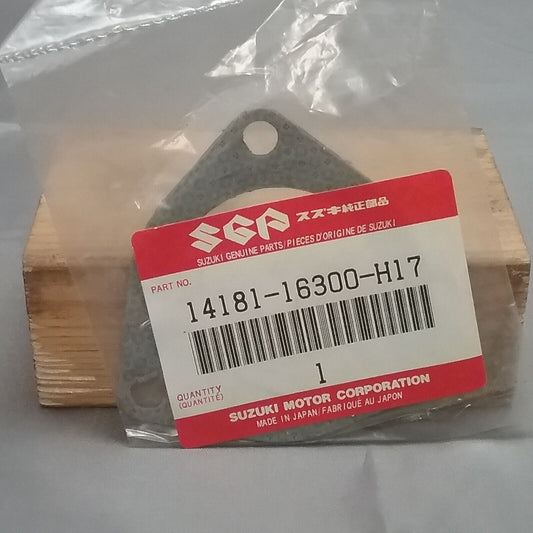 SGP スズキ純正部品
SUZUKI GENUINE PARTS/PIECES D'ORIGINE DE SUZUKI
PART NO.
14181-16300-H17
1
QUANTITY
(QUANTITÉ)
SUZUKI MOTOR CORPORATION
MADE IN JAPAN/FABRIQUÉ AU JAPON